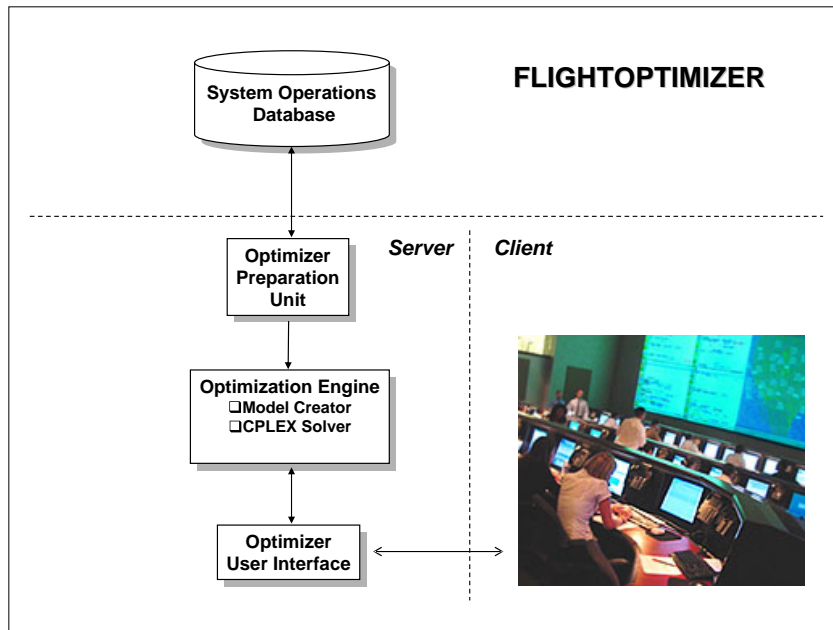 System Operations
Database
FLIGHTOPTIMIZER
Server
Client
Optimizer
Preparation
Unit
Optimization Engine
❑Model Creator
❑CPLEX Solver
Optimizer
User Interface